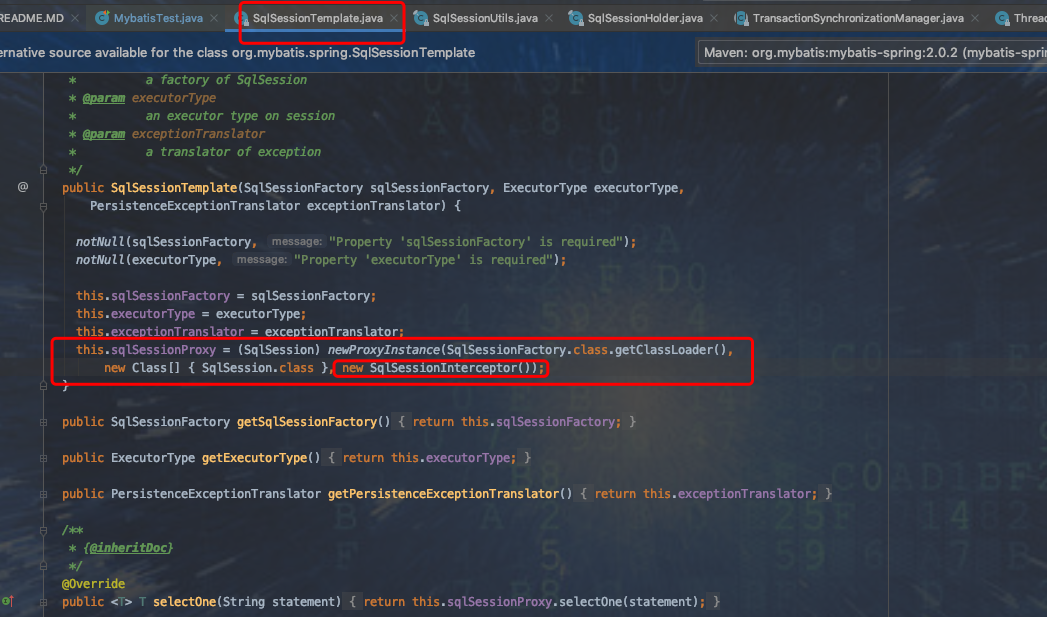 README.MD MybatisTest.java SqlSessionTemplate.java SqlSessionUtils.java SqlSessionHolder.java TransactionSynchronizationManager.java Thread
ernative source available for the class org.mybatis.spring.SqlSessionTemplate Maven: org.mybatis:mybatis-spring:2.0.2 (mybatis-sprin
* a factory of SqlSession
* @param executorType
* an executor type on session
* @param exceptionTranslator
* a translator of exception
*/
@ public SqlSessionTemplate(SqlSessionFactory sqlSessionFactory, ExecutorType executorType,
PersistenceExceptionTranslator exceptionTranslator) {
notNull(sqlSessionFactory, message: "Property 'sqlSessionFactory' is required");
notNull(executorType, message: "Property 'executorType' is required");
this.sqlSessionFactory = sqlSessionFactory;
this.executorType = executorType;
this.exceptionTranslator = exceptionTranslator;
this.sqlSessionProxy = (SqlSession) newProxyInstance(SqlSessionFactory.class.getClassLoader(),
new Class[] { SqlSession.class }, new SqlSessionInterceptor());
}
public SqlSessionFactory getSqlSessionFactory() { return this.sqlSessionFactory; }
public ExecutorType getExecutorType() { return this.executorType; }
public PersistenceExceptionTranslator getPersistenceExceptionTranslator() { return this.exceptionTranslator; }
/**
* {@inheritDoc}
*/
@Override
public <T> T selectOne(String statement) { return this.sqlSessionProxy.selectOne(statement); }